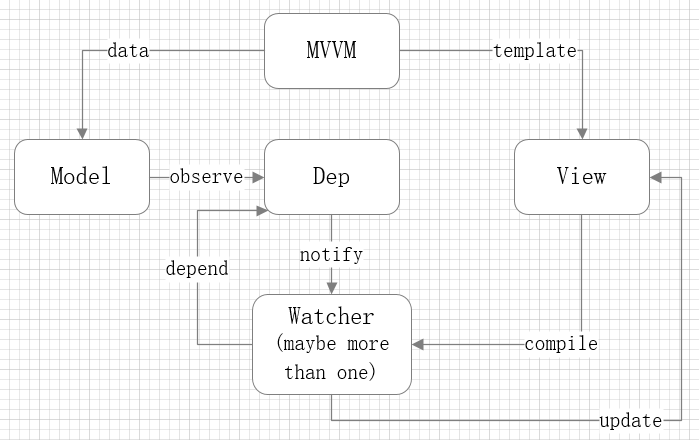 MVVM
data
template
Model
observe
Dep
View
depend
notify
Watcher
(maybe more
than one)
compile
update